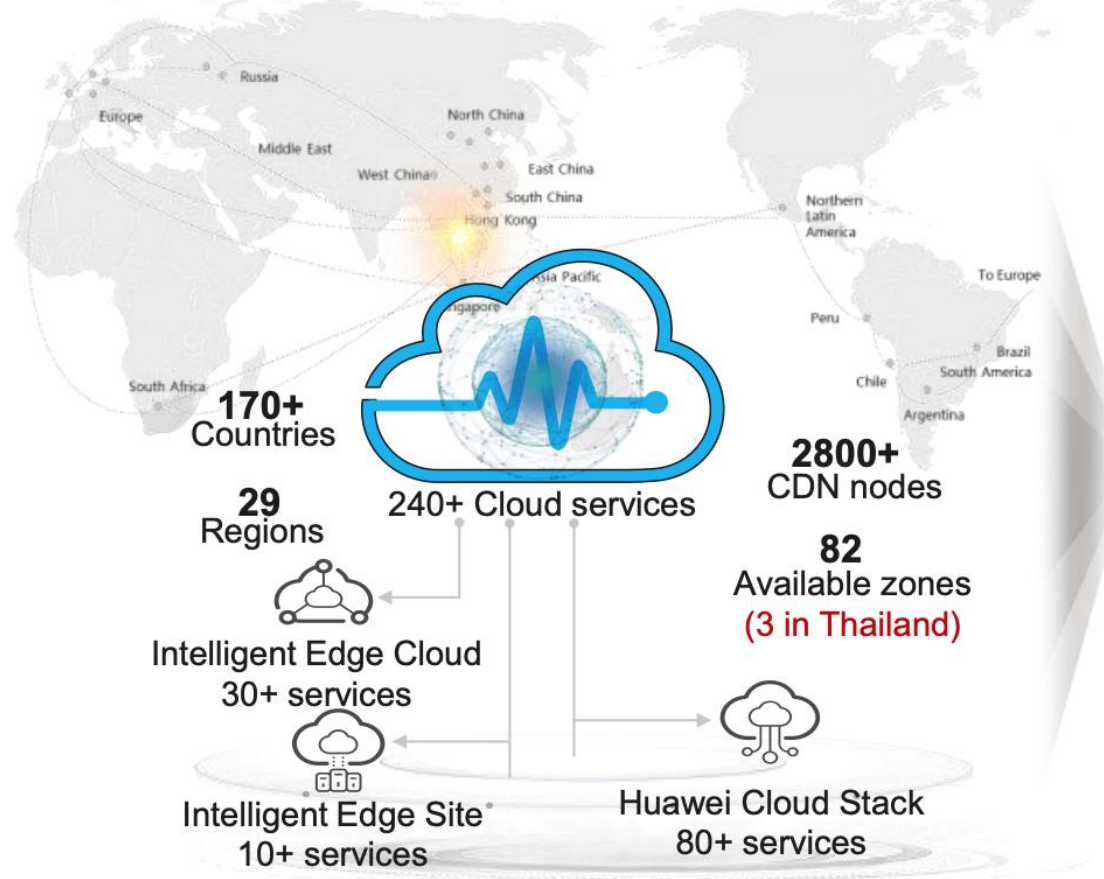 Russia
Europe
North China
Middle East
East China
West China
South China
Hong Kong
Northern
Latin
America
Asia Pacific
To Europe
ngapore
Peru
Brazil
South America
Chile
South Africa
Argentina
170+
Countries
2800+
CDN nodes
29
Regions
240+ Cloud services
82
Available zones
(3 in Thailand)
Intelligent Edge Cloud
30+ services
Intelligent Edge Site
10+ services
Huawei Cloud Stack
80+ services